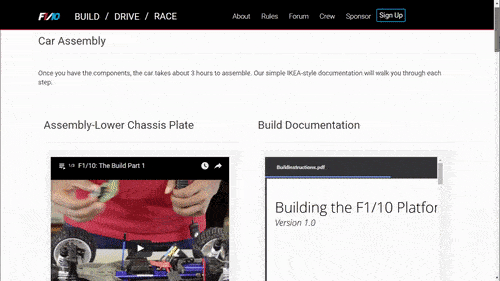 F1/10 BUILD / DRIVE / RACE About Rules Forum Crew Sponsor Sign Up
Car Assembly
Once you have the components, the car takes about 3 hours to assemble. Our simple IKEA-style documentation will walk you through each
step.
Assembly-Lower Chassis Plate
Build Documentation
1/3 F1/10: The Build Part 1
BuildInstructions.pdf
Building the F1/10 Platfor
Version 1.0